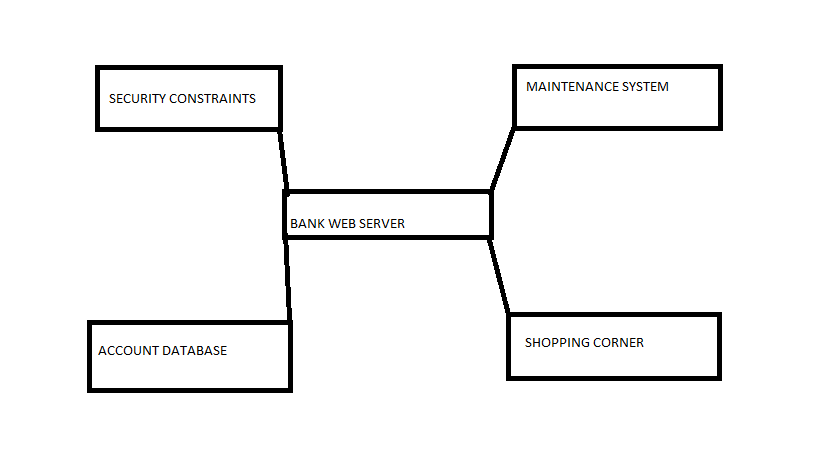 SECURITY CONSTRAINTS
MAINTENANCE SYSTEM
BANK WEB SERVER
ACCOUNT DATABASE
SHOPPING CORNER